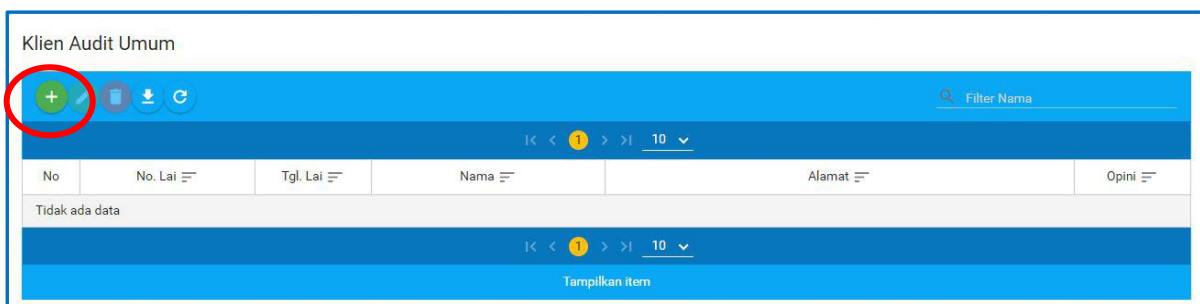 Klien Audit Umum
Filter Nama
1 10
No No. Lai Tgl. Lai Nama Alamat Opini
Tidak ada data
1 10
Tampilkan item